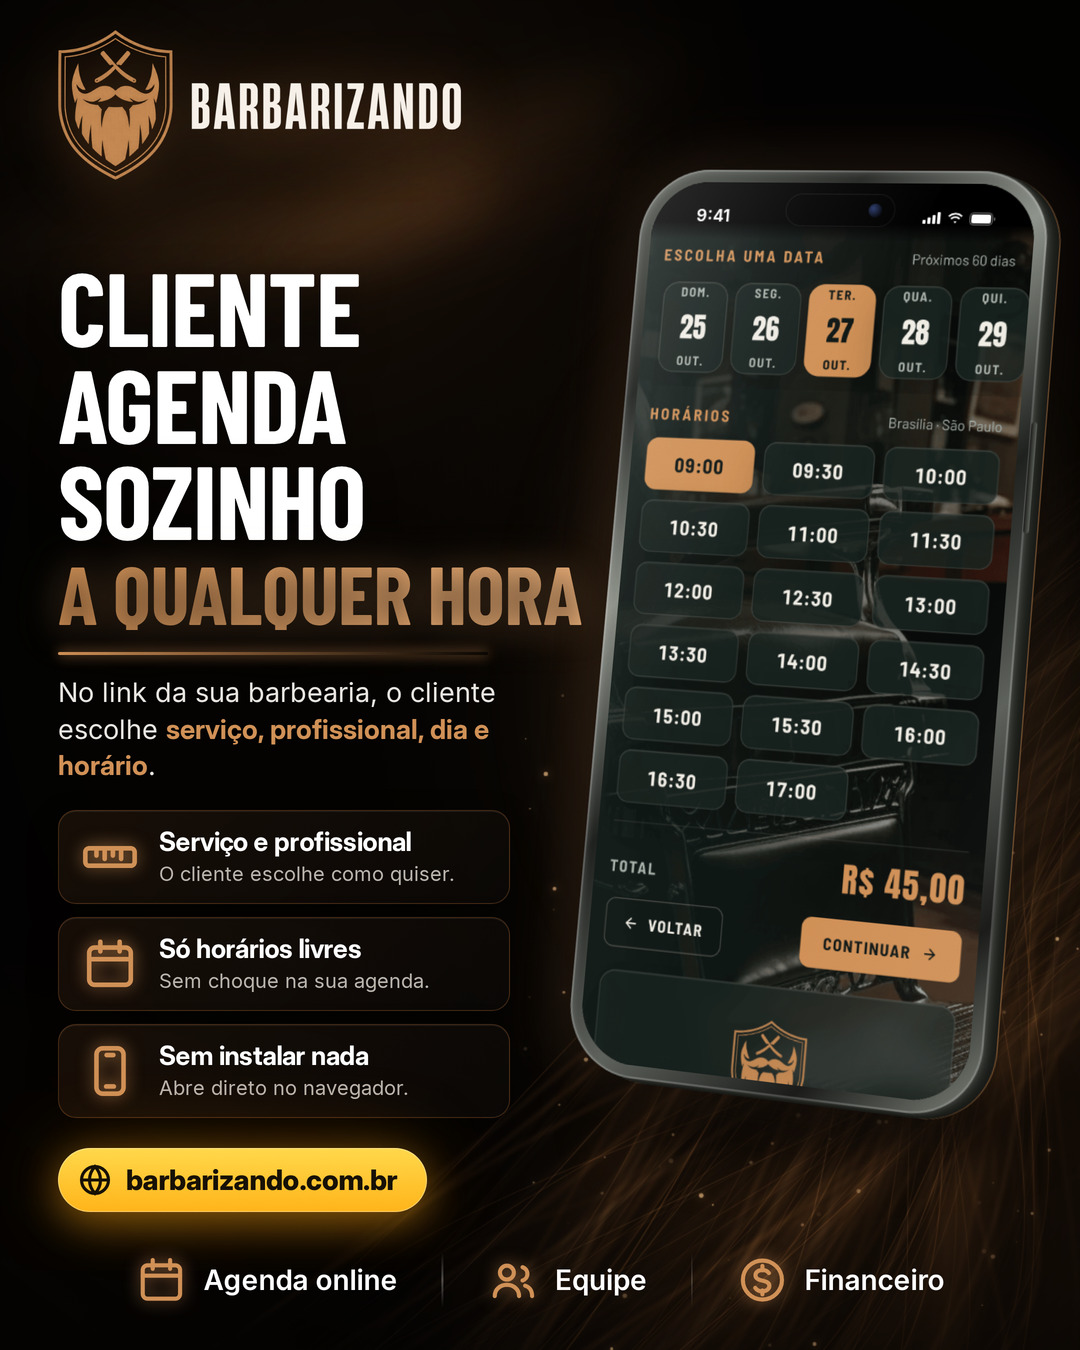 BARBARIZANDO
CLIENTE
AGENDA
SOZINHO
A QUALQUER HORA
No link da sua barbearia, o cliente
escolhe serviço, profissional, dia e
horário.
Serviço e profissional
O cliente escolhe como quiser.
Só horários livres
Sem choque na sua agenda.
Sem instalar nada
Abre direto no navegador.
barbarizando.com.br
9:41
ESCOLHA UMA DATA Próximos 60 dias
DOM. SEG. TER. QUA. QUI.
25 26 27 28 29
OUT. OUT. OUT. OUT. OUT.
HORÁRIOS Brasília · São Paulo
09:00 09:30 10:00
10:30 11:00 11:30
12:00 12:30 13:00
13:30 14:00 14:30
15:00 15:30 16:00
16:30 17:00
TOTAL R$ 45,00
← VOLTAR CONTINUAR →
Agenda online Equipe Financeiro